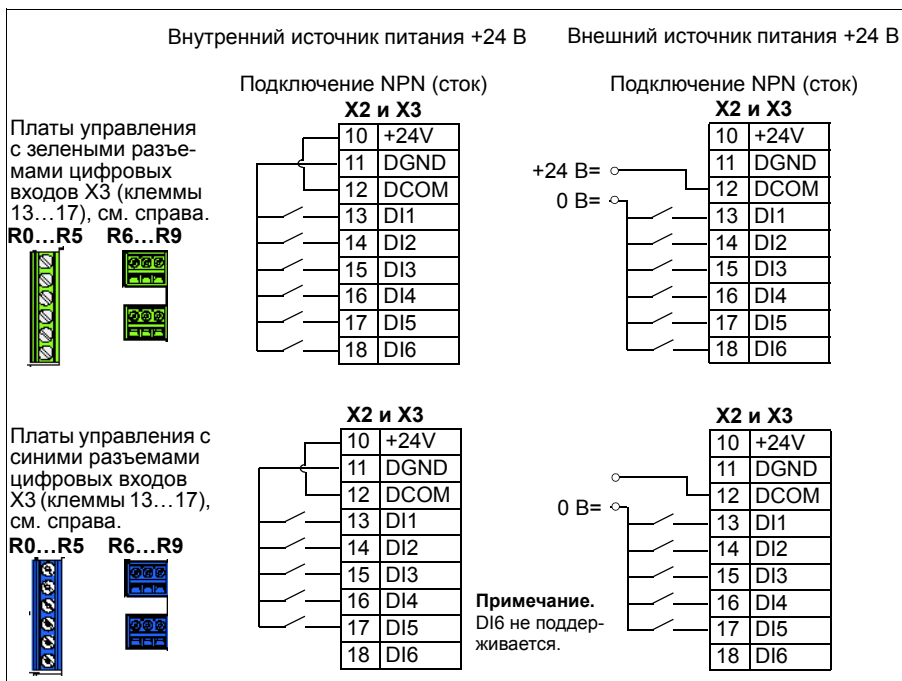 Внутренний источник питания +24 В
Внешний источник питания +24 В
Подключение NPN (сток)
Подключение NPN (сток)
Платы управления
с зелеными разъе-
мами цифровых
входов X3 (клеммы
13…17), см. справа.
R0…R5 R6…R9
X2 и X3
10 +24V
11 DGND
12 DCOM
13 DI1
14 DI2
15 DI3
16 DI4
17 DI5
18 DI6
+24 В=
0 В=
X2 и X3
10 +24V
11 DGND
12 DCOM
13 DI1
14 DI2
15 DI3
16 DI4
17 DI5
18 DI6
Платы управления с
синими разъемами
цифровых входов
X3 (клеммы 13…17),
см. справа.
R0…R5 R6…R9
X2 и X3
10 +24V
11 DGND
12 DCOM
13 DI1
14 DI2
15 DI3
16 DI4
17 DI5
18 DI6
Примечание.
DI6 не поддер-
живается.
0 В=
X2 и X3
10 +24V
11 DGND
12 DCOM
13 DI1
14 DI2
15 DI3
16 DI4
17 DI5
18 DI6